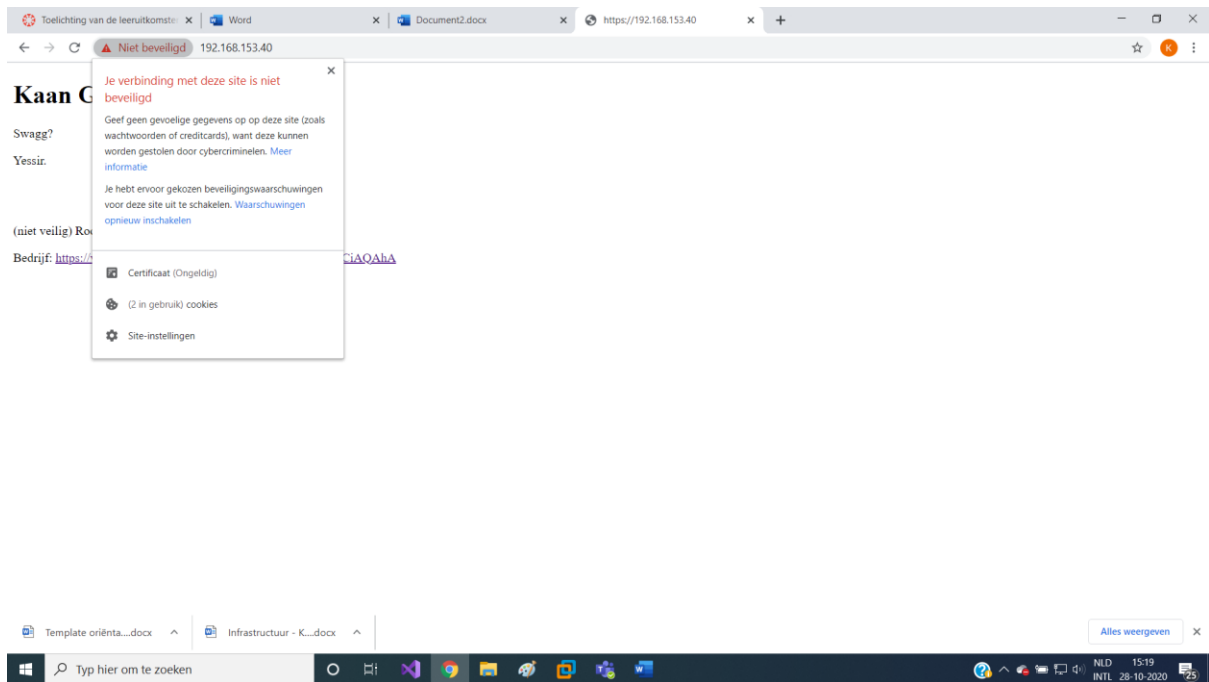 Toelichting van de leeruitkomste
Word
Document2.docx
https://192.168.153.40
Niet beveiligd
192.168.153.40
Kaan G
Swagg?
Yessir.
(niet veilig)
Bedrijf: https://
CiAQAhA
Je verbinding met deze site is niet
beveiligd
Geef geen gevoelige gegevens op op deze site (zoals
wachtwoorden of creditcards), want deze kunnen
worden gestolen door cybercriminelen. Meer
informatie
Je hebt ervoor gekozen beveiligingswaarschuwingen
voor deze site uit te schakelen. Waarschuwingen
opnieuw inschakelen
Certificaat (Ongeldig)
(2 in gebruik) cookies
Site-instellingen
Template oriënta....docx
Infrastructuur - K....docx
Alles weergeven
Typ hier om te zoeken
NLD
INTL
15:19
28-10-2020
25
K